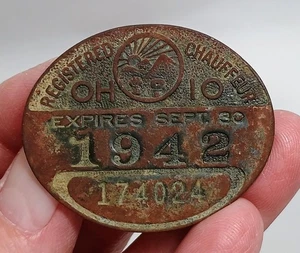 REGISTERED CHAUFFEUR
OHIO
EXPIRES SEPT. 30
1942
174024